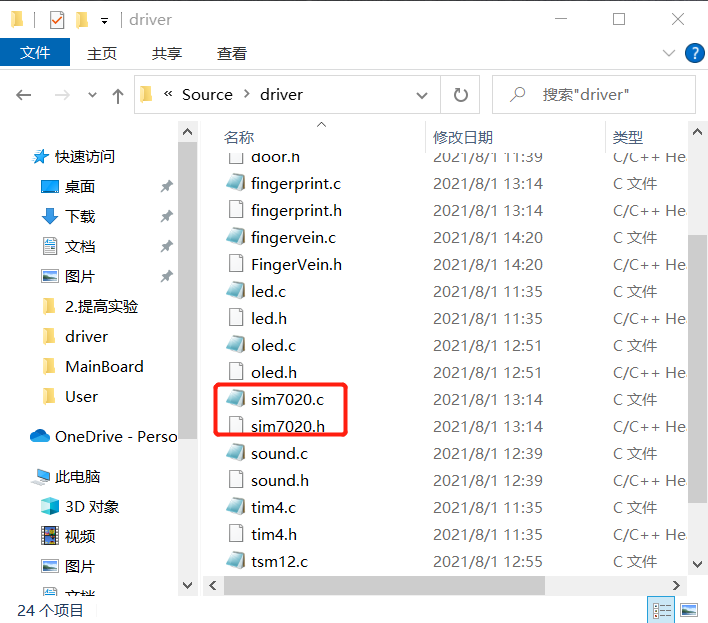 driver
文件 主页 共享 查看
« Source > driver 搜索"driver"
名称 修改日期 类型
door.h 2021/8/1 11:39 C/C++ He
快速访问
桌面
下载
文档
图片
2.提高实验
driver
MainBoard
User
OneDrive - Perso
此电脑
3D 对象
视频
图片
文档
fingerprint.c 2021/8/1 13:14 C 文件
fingerprint.h 2021/8/1 13:14 C/C++ He
fingervein.c 2021/8/1 14:20 C 文件
FingerVein.h 2021/8/1 14:20 C/C++ He
led.c 2021/8/1 11:35 C 文件
led.h 2021/8/1 11:35 C/C++ He
oled.c 2021/8/1 12:51 C 文件
oled.h 2021/8/1 12:51 C/C++ He
sim7020.c 2021/8/1 13:14 C 文件
sim7020.h 2021/8/1 13:14 C/C++ He
sound.c 2021/8/1 12:39 C 文件
sound.h 2021/8/1 12:39 C/C++ He
tim4.c 2021/8/1 11:35 C 文件
tim4.h 2021/8/1 11:35 C/C++ He
tsm12.c 2021/8/1 12:55 C 文件
24 个项目